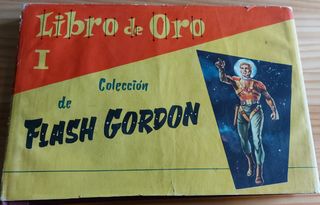 Libro de Oro
I
Colección
de
FLASH GORDON